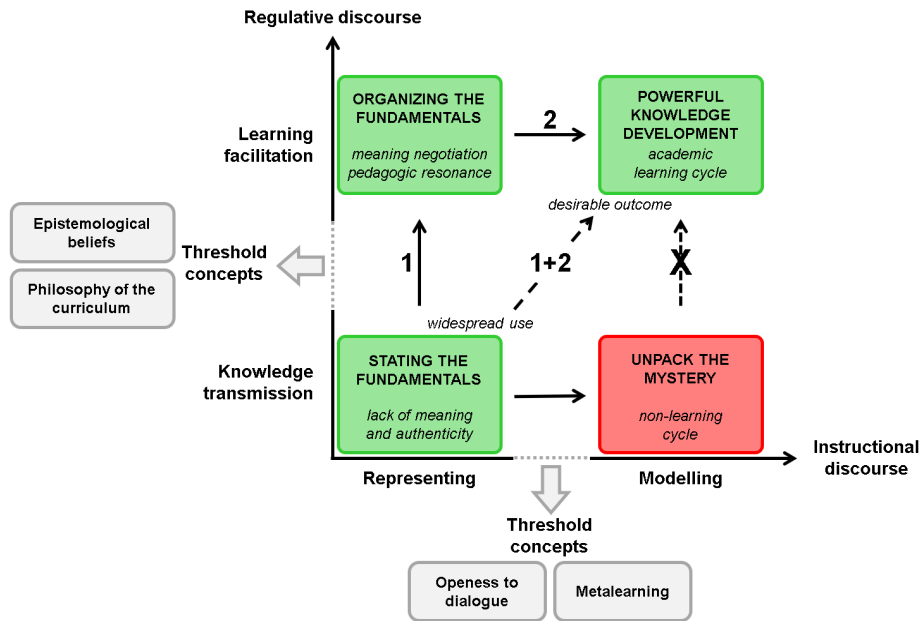 Regulative discourse
Learning
facilitation
ORGANIZING THE
FUNDAMENTALS
meaning negotiation
pedagogic resonance
2
POWERFUL
KNOWLEDGE
DEVELOPMENT
academic
learning cycle
desirable outcome
Epistemological
beliefs
Philosophy of the
curriculum
Threshold
concepts
1
1+2
X
widespread use
Knowledge
transmission
STATING THE
FUNDAMENTALS
lack of meaning
and authenticity
UNPACK THE
MYSTERY
non-learning
cycle
Instructional
discourse
Representing
Modelling
Threshold
concepts
Openess to
dialogue
Metalearning